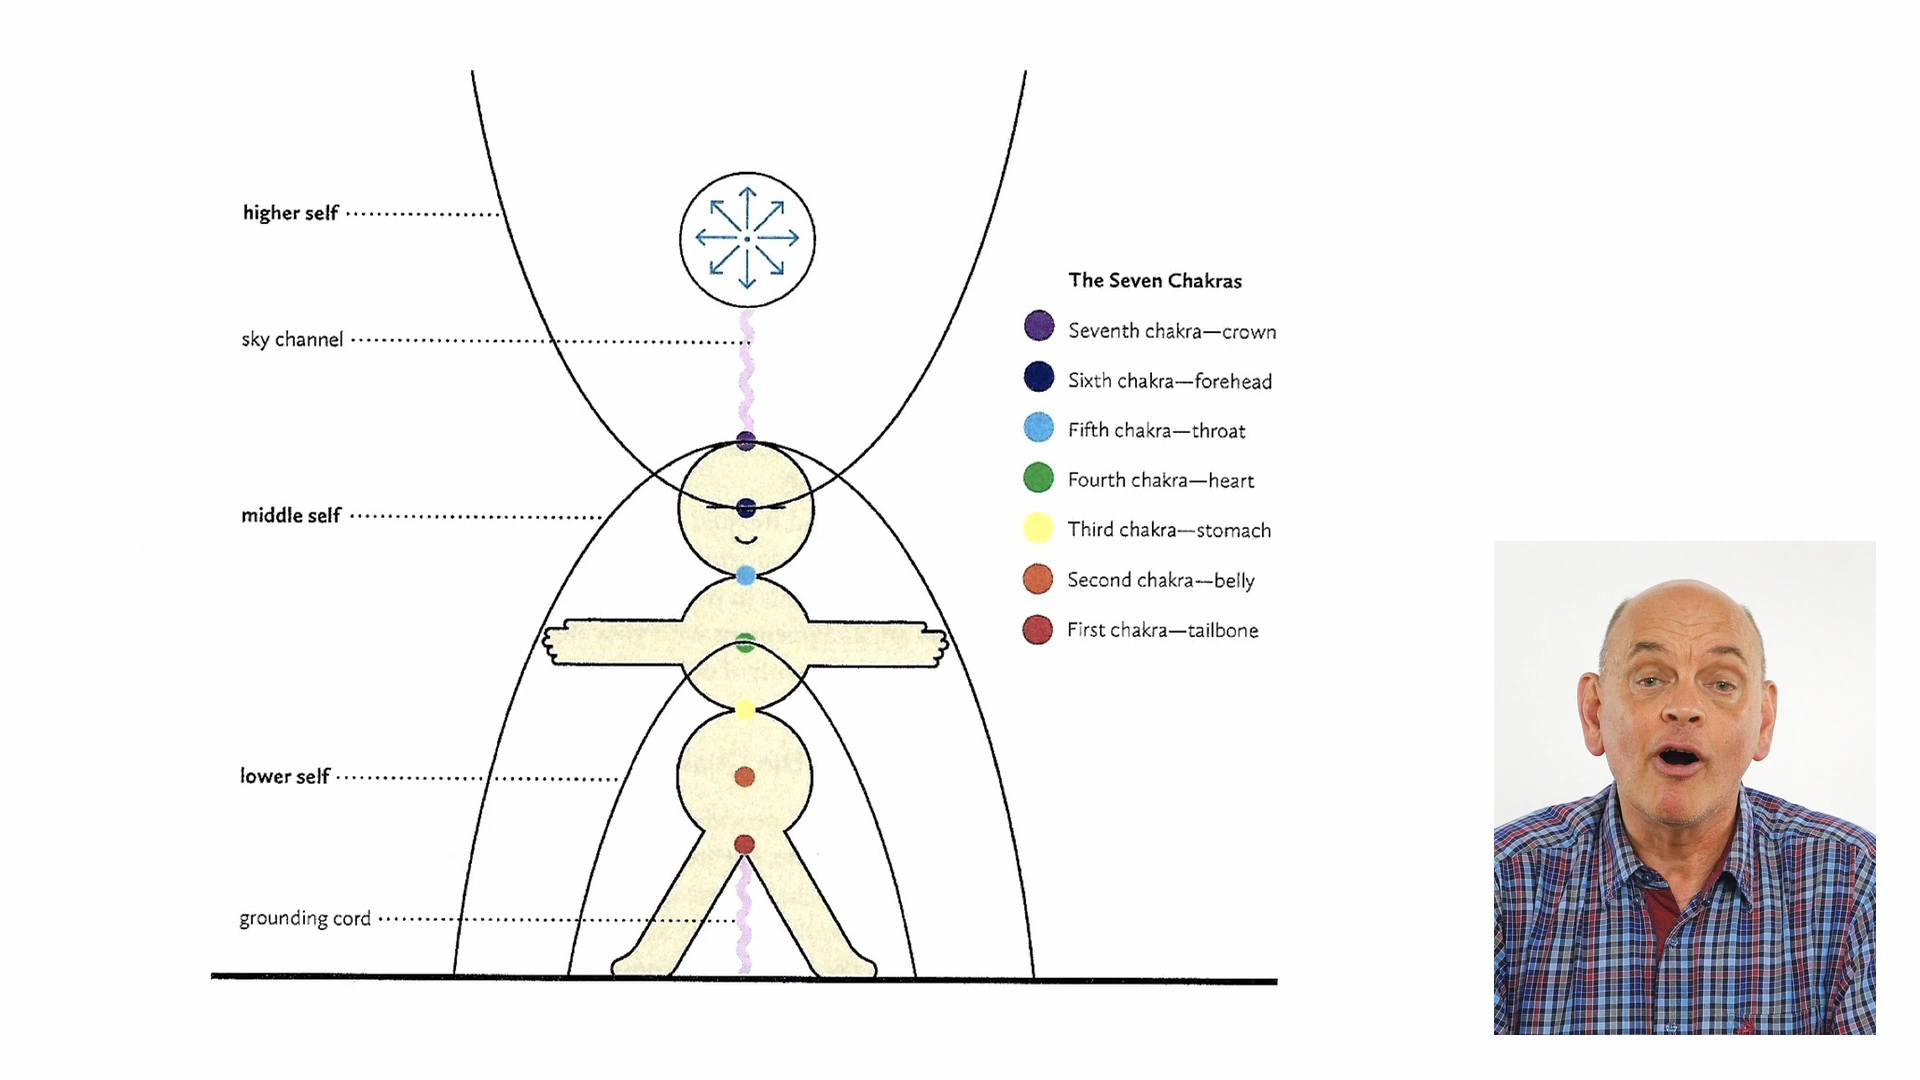 higher self
sky channel
middle self
lower self
grounding cord
The Seven Chakras
Seventh chakra—crown
Sixth chakra—forehead
Fifth chakra—throat
Fourth chakra—heart
Third chakra—stomach
Second chakra—belly
First chakra—tailbone